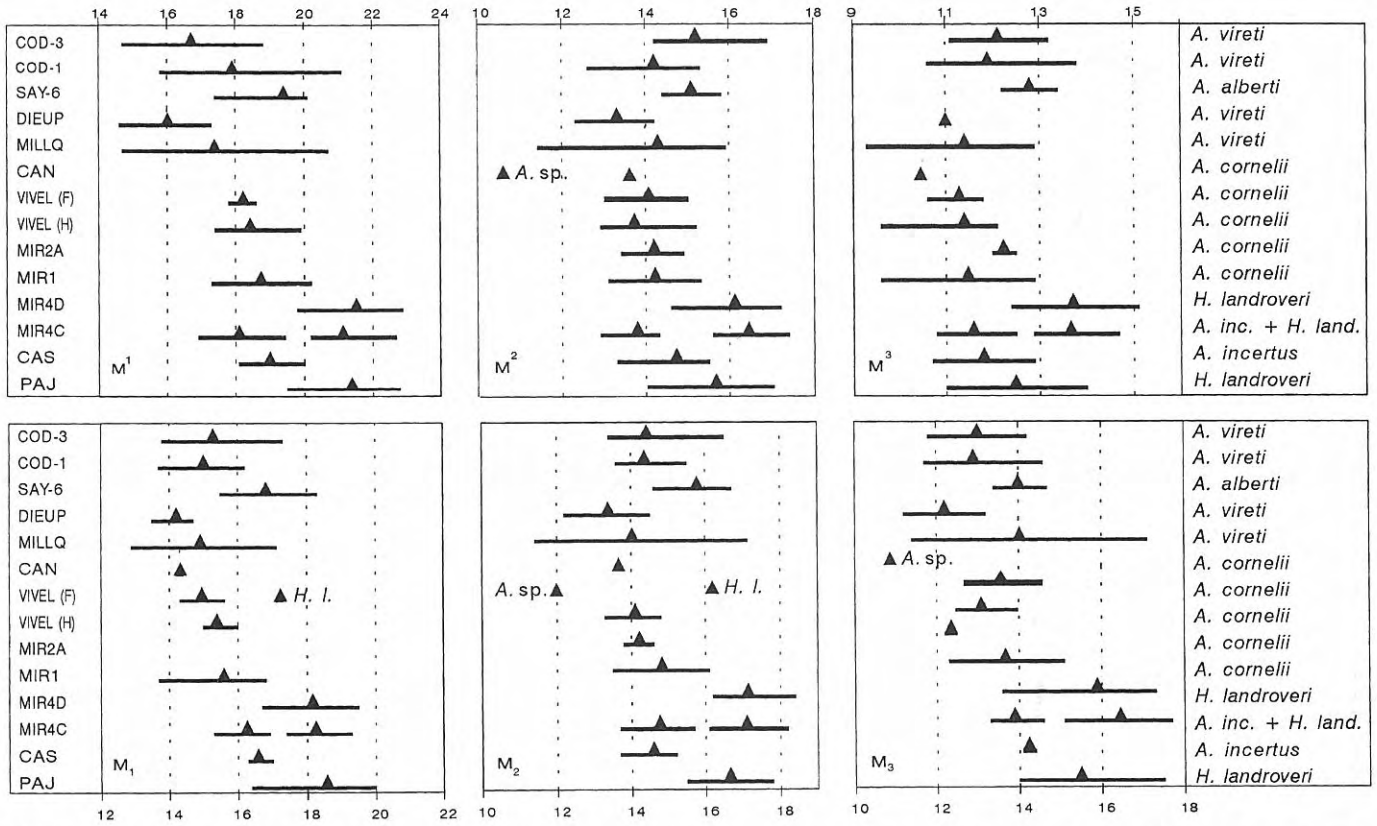 14 16 18 20 22 24
10 12 14 16 18
9 11 13 15
COD-3 A. vireti
COD-1 A. vireti
SAY-6 A. alberti
DIEUP A. vireti
MILLQ A. vireti
CAN A. sp. A. cornelii
VIVEL (F) A. cornelii
VIVEL (H) A. cornelii
MIR2A A. cornelii
MIR1 A. cornelii
MIR4D H. landroveri
MIR4C A. inc. + H. land.
CAS A. incertus
PAJ H. landroveri
M1 M2 M3
COD-3 A. vireti
COD-1 A. vireti
SAY-6 A. alberti
DIEUP A. vireti
MILLQ A. vireti
CAN A. sp. A. cornelii
VIVEL (F) H. l. A. sp. H. l. A. cornelii
VIVEL (H) A. cornelii
MIR2A A. cornelii
MIR1 A. cornelii
MIR4D H. landroveri
MIR4C A. inc. + H. land.
CAS A. incertus
PAJ H. landroveri
M1 M2 M3
12 14 16 18 20 22
10 12 14 16 18
10 12 14 16 18